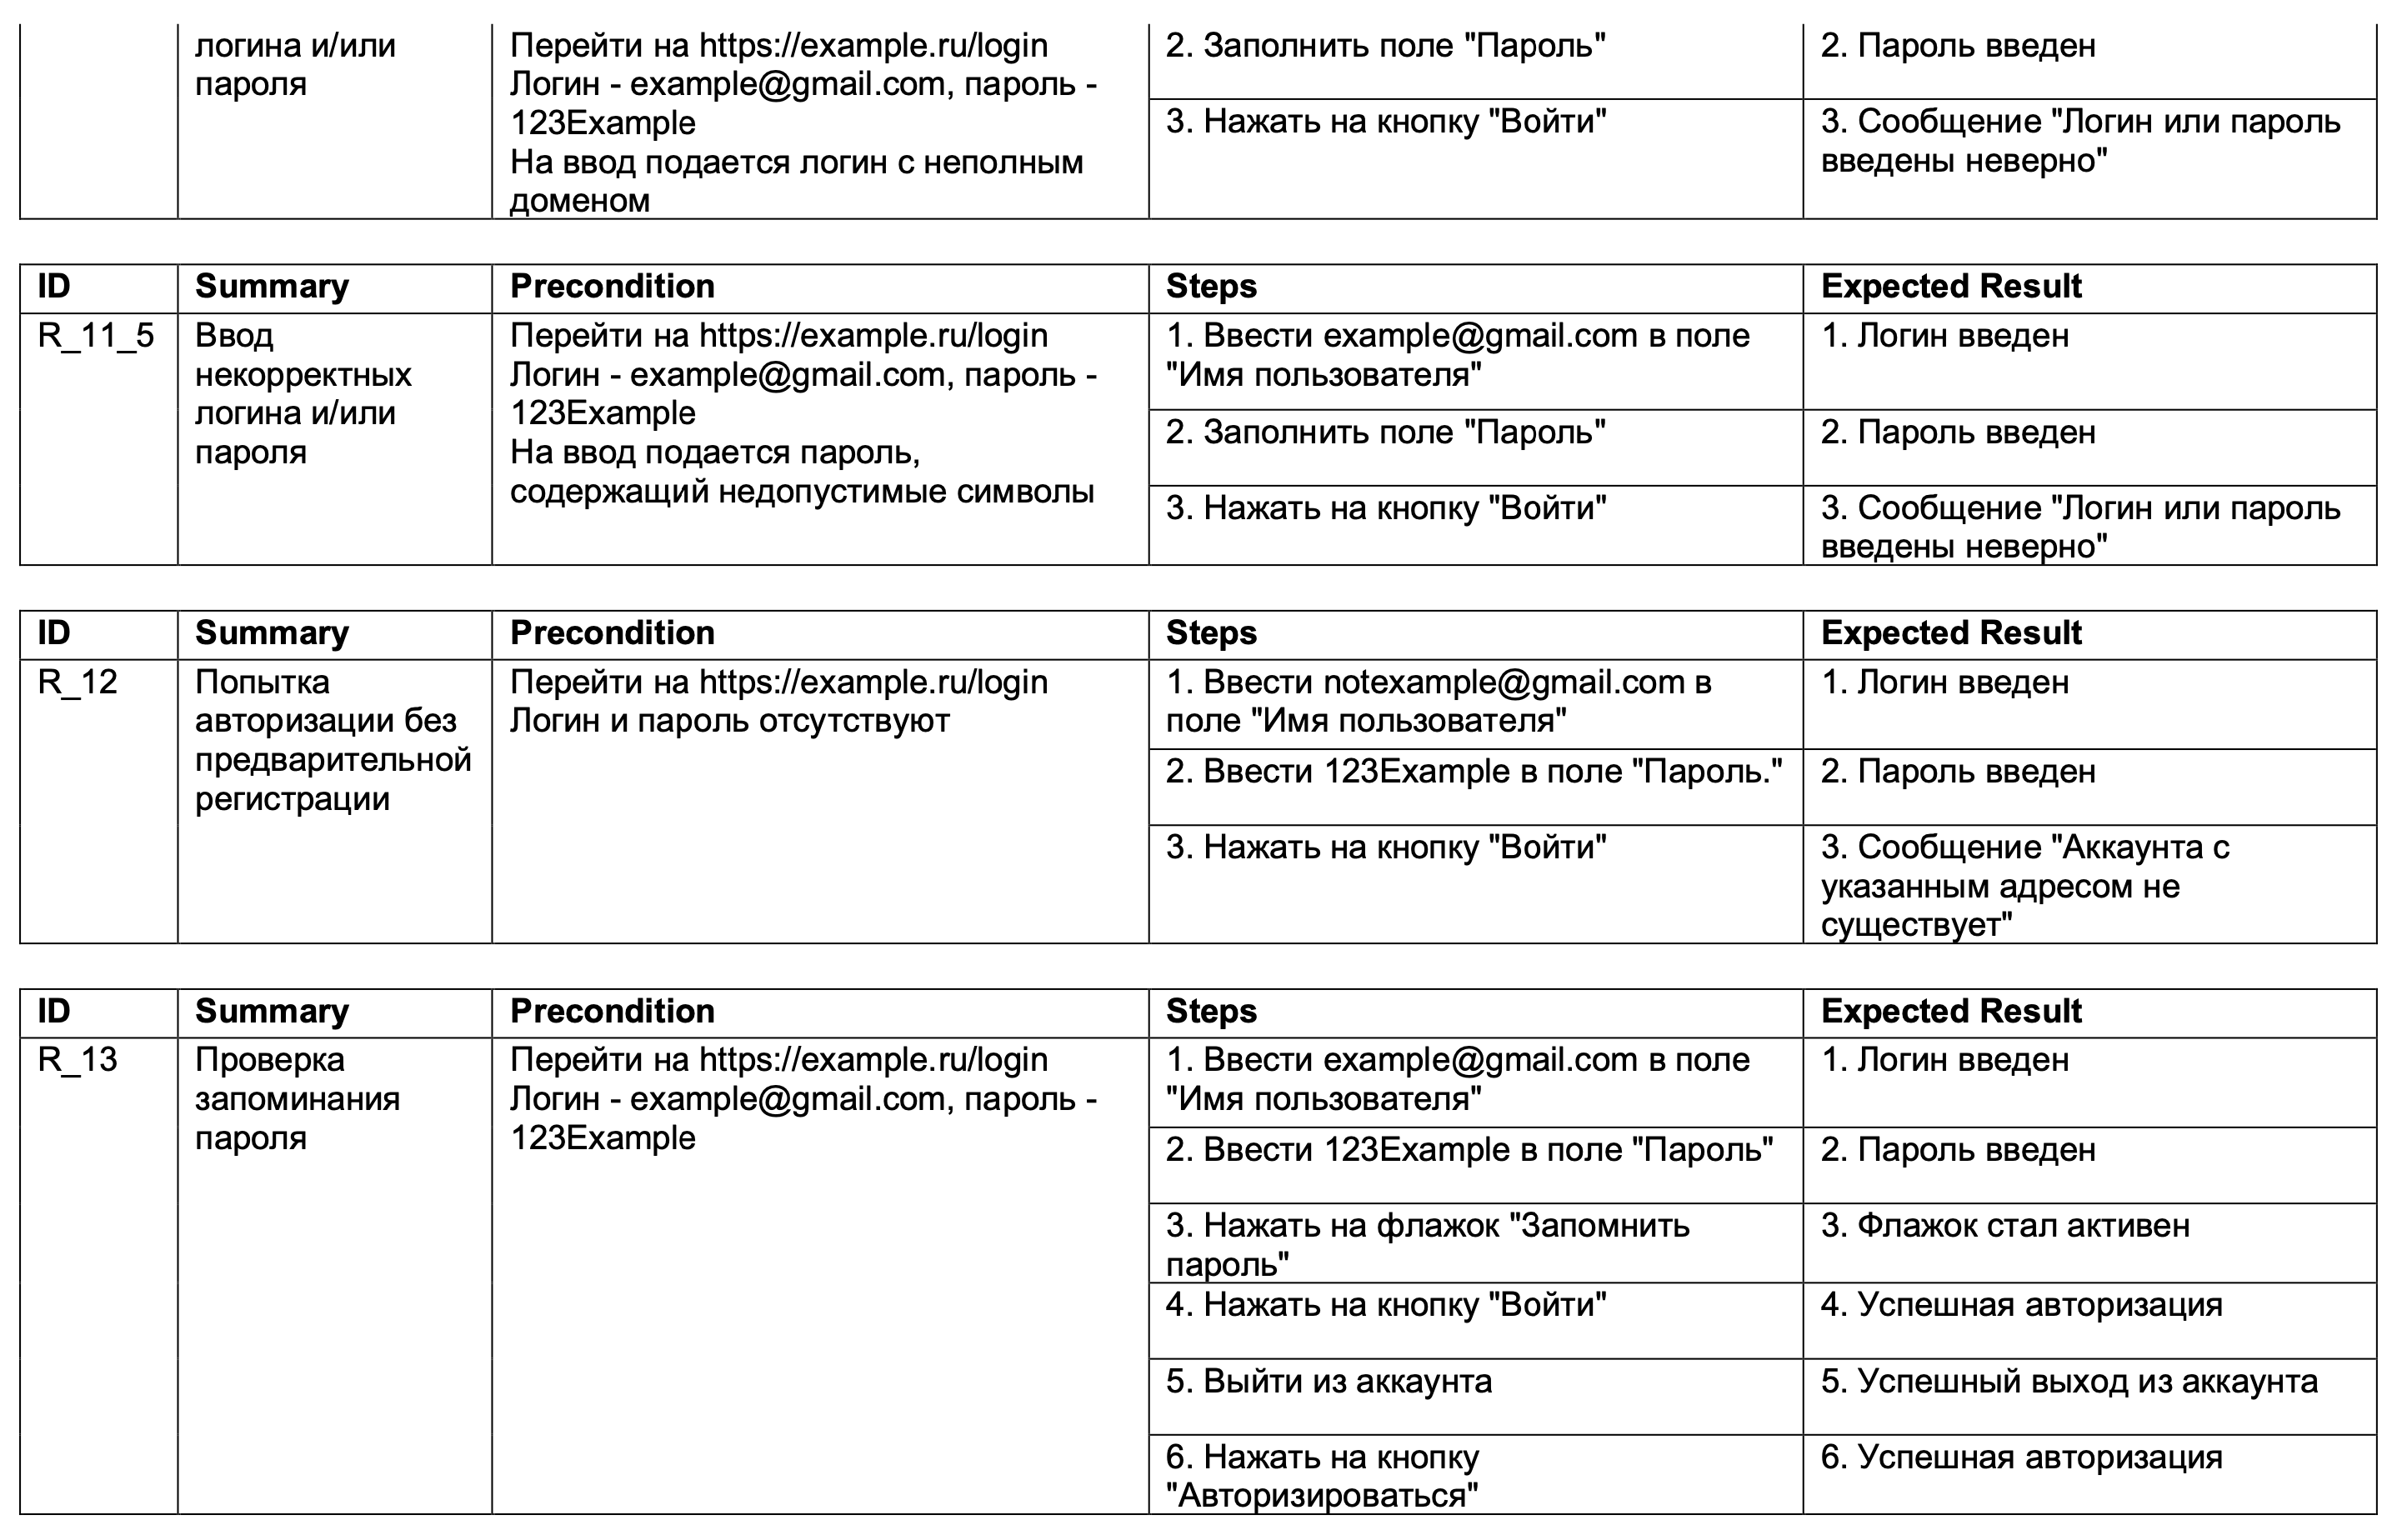 логина и/или
пароля
Перейти на https://example.ru/login
Логин - example@gmail.com, пароль -
123Example
На ввод подается логин с неполным
доменом
2. Заполнить поле "Пароль"
2. Пароль введен
3. Нажать на кнопку "Войти"
3. Сообщение "Логин или пароль
введены неверно"
ID
Summary
Precondition
Steps
Expected Result
R_11_5
Ввод
некорректных
логина и/или
пароля
Перейти на https://example.ru/login
Логин - example@gmail.com, пароль -
123Example
На ввод подается пароль,
содержащий недопустимые символы
1. Ввести example@gmail.com в поле
"Имя пользователя"
1. Логин введен
2. Заполнить поле "Пароль"
2. Пароль введен
3. Нажать на кнопку "Войти"
3. Сообщение "Логин или пароль
введены неверно"
ID
Summary
Precondition
Steps
Expected Result
R_12
Попытка
авторизации без
предварительной
регистрации
Перейти на https://example.ru/login
Логин и пароль отсутствуют
1. Ввести notexample@gmail.com в
поле "Имя пользователя"
1. Логин введен
2. Ввести 123Example в поле "Пароль."
2. Пароль введен
3. Нажать на кнопку "Войти"
3. Сообщение "Аккаунта с
указанным адресом не
существует"
ID
Summary
Precondition
Steps
Expected Result
R_13
Проверка
запоминания
пароля
Перейти на https://example.ru/login
Логин - example@gmail.com, пароль -
123Example
1. Ввести example@gmail.com в поле
"Имя пользователя"
1. Логин введен
2. Ввести 123Example в поле "Пароль"
2. Пароль введен
3. Нажать на флажок "Запомнить
пароль"
3. Флажок стал активен
4. Нажать на кнопку "Войти"
4. Успешная авторизация
5. Выйти из аккаунта
5. Успешный выход из аккаунта
6. Нажать на кнопку
"Авторизироваться"
6. Успешная авторизация